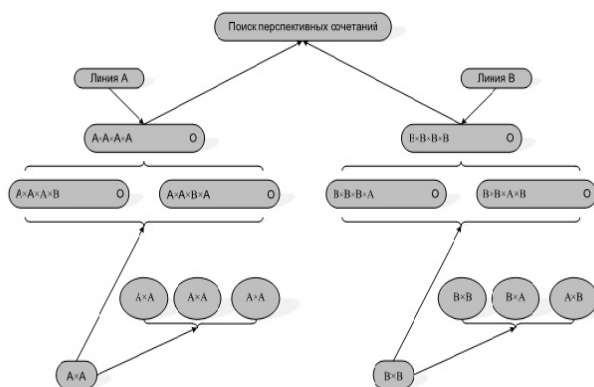 Поиск перспективных сочетаний
Линия А
Линия В
А×А×А×А О
В×В×В×В О
А×А×А×В О
А×А×В×А О
В×В×В×А О
В×В×А×В О
А×А
А×А
А×А
В×В
В×А
А×В
А×А
В×В